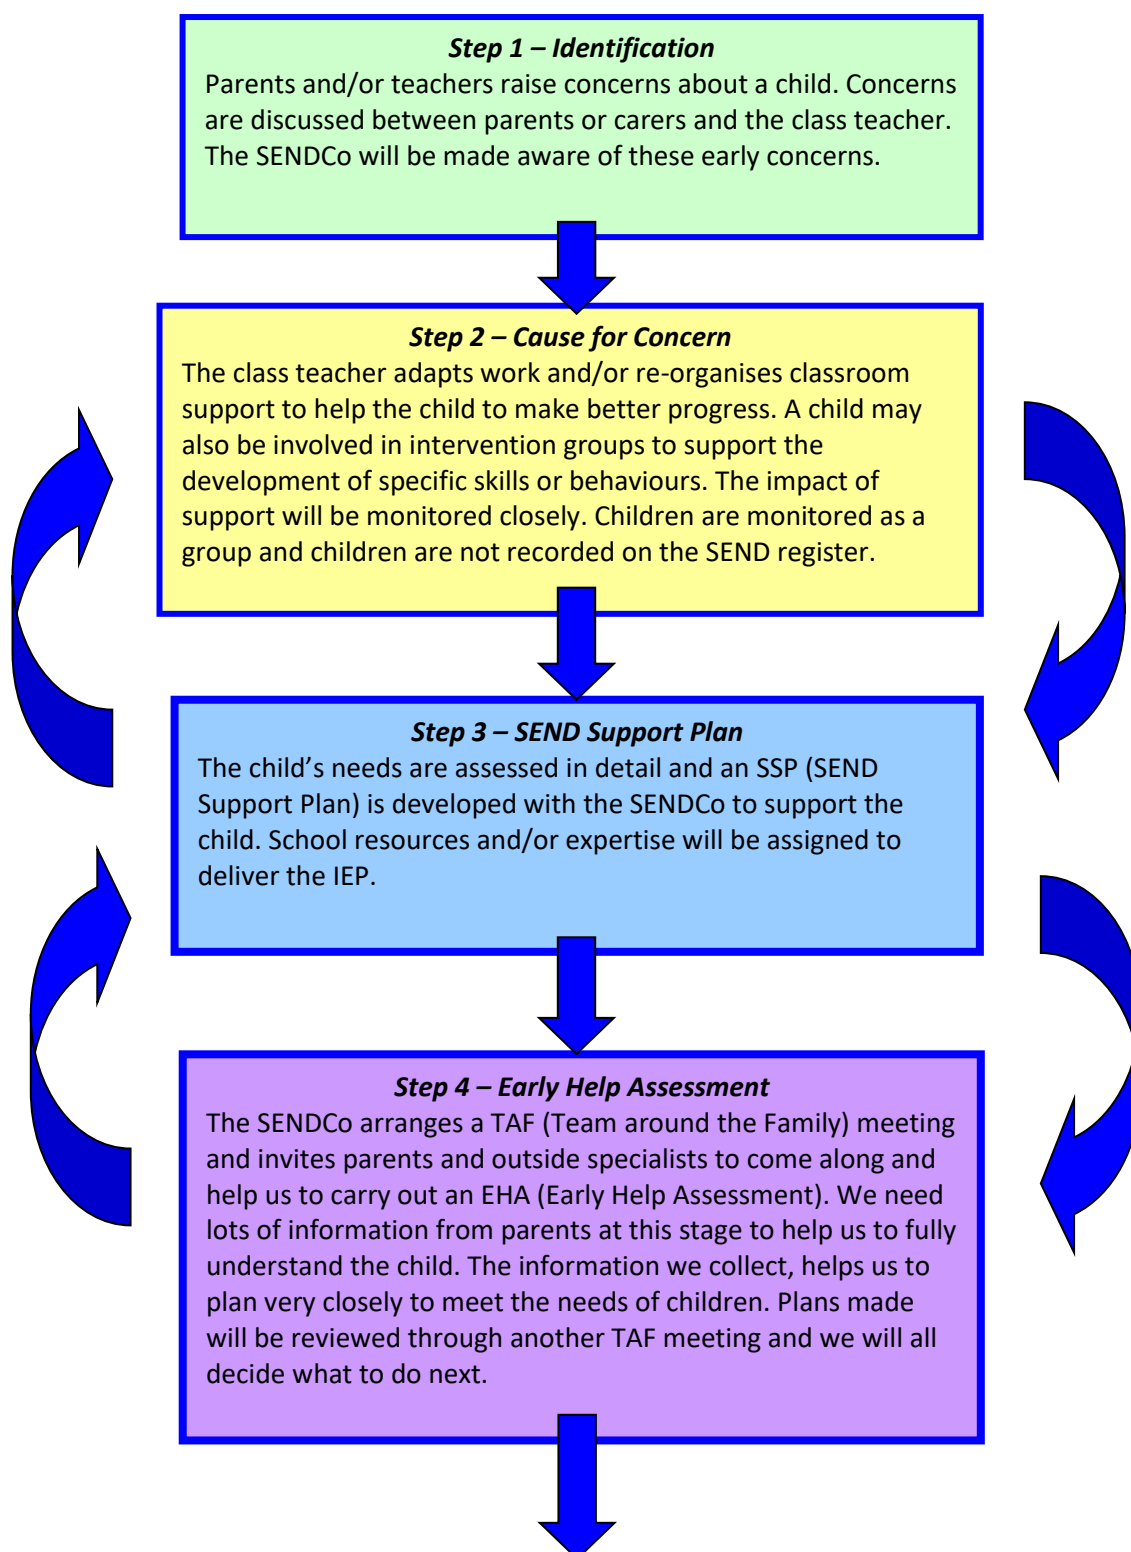 Step 1 – Identification
Parents and/or teachers raise concerns about a child. Concerns
are discussed between parents or carers and the class teacher.
The SENDCo will be made aware of these early concerns.
Step 2 – Cause for Concern
The class teacher adapts work and/or re-organises classroom
support to help the child to make better progress. A child may
also be involved in intervention groups to support the
development of specific skills or behaviours. The impact of
support will be monitored closely. Children are monitored as a
group and children are not recorded on the SEND register.
Step 3 – SEND Support Plan
The child’s needs are assessed in detail and an SSP (SEND
Support Plan) is developed with the SENDCo to support the
child. School resources and/or expertise will be assigned to
deliver the IEP.
Step 4 – Early Help Assessment
The SENDCo arranges a TAF (Team around the Family) meeting
and invites parents and outside specialists to come along and
help us to carry out an EHA (Early Help Assessment). We need
lots of information from parents at this stage to help us to fully
understand the child. The information we collect, helps us to
plan very closely to meet the needs of children. Plans made
will be reviewed through another TAF meeting and we will all
decide what to do next.